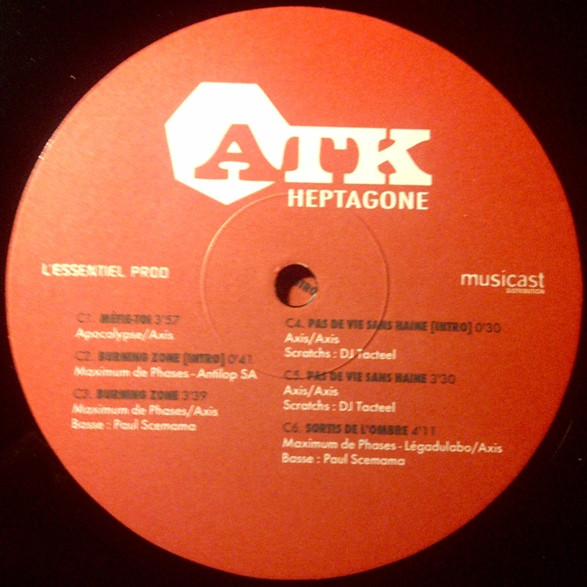 ATK
HEPTAGONE
L'ESSENTIEL PROD
musicast
DISTRIBUTION
C1. MÉFIE-TOI 3'57
Apocalypse/Axis
C2. BURNING ZONE [INTRO] 0'41
Maximum de Phases - Antilop SA
C3. BURNING ZONE 3'39
Maximum de Phases/Axis
Basse : Paul Scemama
C4. PAS DE VIE SANS HAINE [INTRO] 0'30
Axis/Axis
Scratchs : DJ Tacteel
C5. PAS DE VIE SANS HAINE 3'30
Axis/Axis
Scratchs : DJ Tacteel
C6. SORTIS DE L'OMBRE 4'11
Maximum de Phases - Légadulabo/Axis
Basse : Paul Scemama